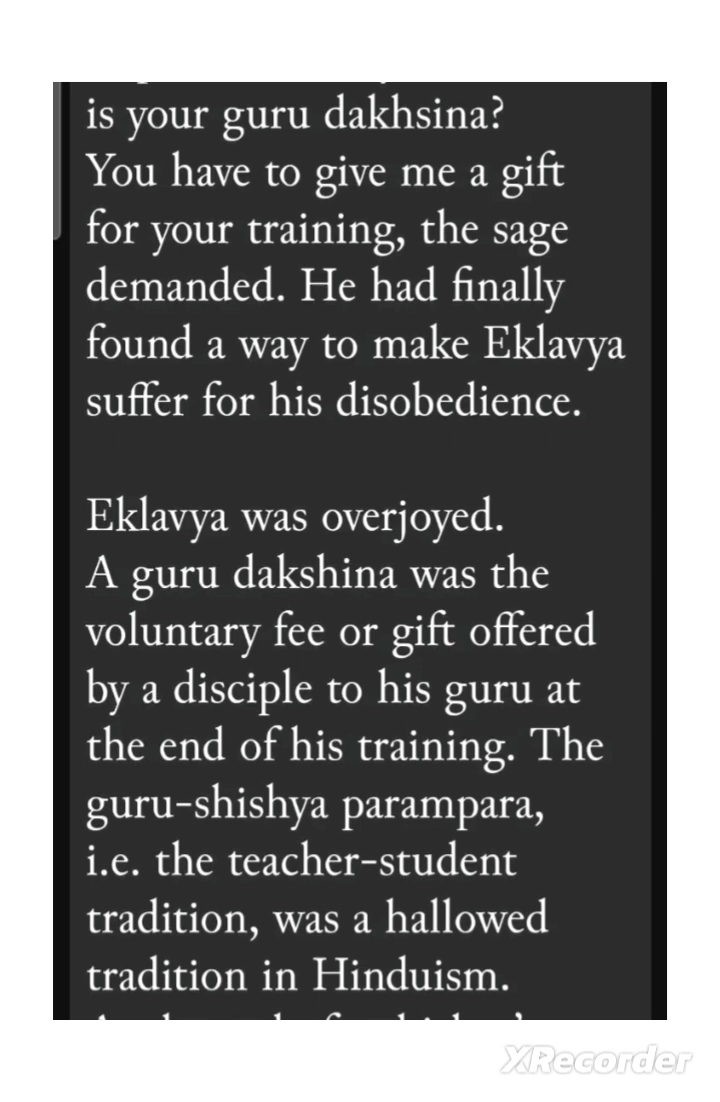 is your guru dakhsina?
You have to give me a gift
for your training, the sage
demanded. He had finally
found a way to make Eklavya
suffer for his disobedience.
Eklavya was overjoyed.
A guru dakshina was the
voluntary fee or gift offered
by a disciple to his guru at
the end of his training. The
guru-shishya parampara,
i.e. the teacher-student
tradition, was a hallowed
tradition in Hinduism.
XRecorder